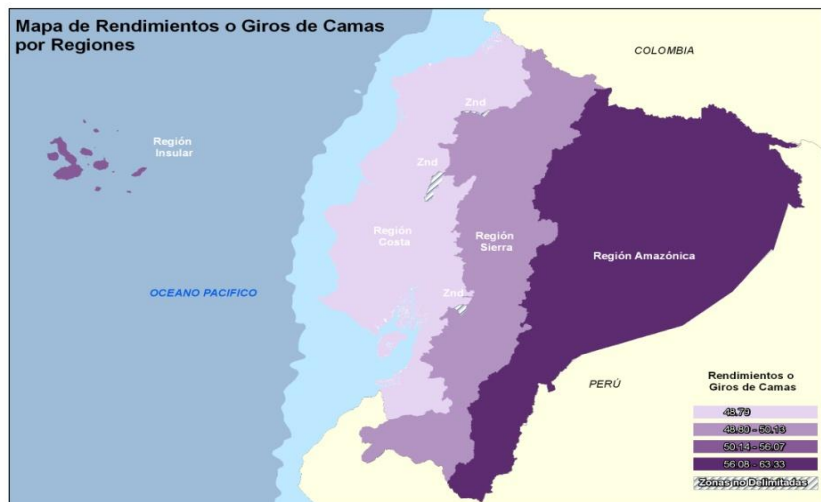 Mapa de Rendimientos o Giros de Camas
por Regiones
COLOMBIA
Znd
Región
Insular
Znd
Región
Costa
Región
Sierra
Región Amazónica
OCEANO PACIFICO
Znd
PERÚ
Rendimientos o
Giros de Camas
48.79
48.80 - 50.13
50.14 - 56.07
56.08 - 63.33
Zonas no Delimitadas